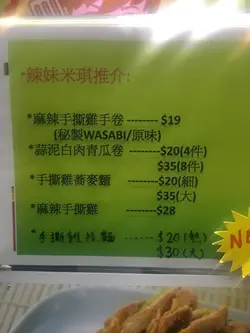 *辣妹米琪推介:
*麻辣手撕雞手卷 -------- $19
(秘製WASABI/原味)
*蒜泥白肉青瓜卷 ------ $20(4件)
$35(8件)
*手撕雞蕎麥麵 --------$20(細)
$35(大)
*麻辣手撕雞 ------$28
*手撕雞拉麵 ------ $20(細)
$30(大)